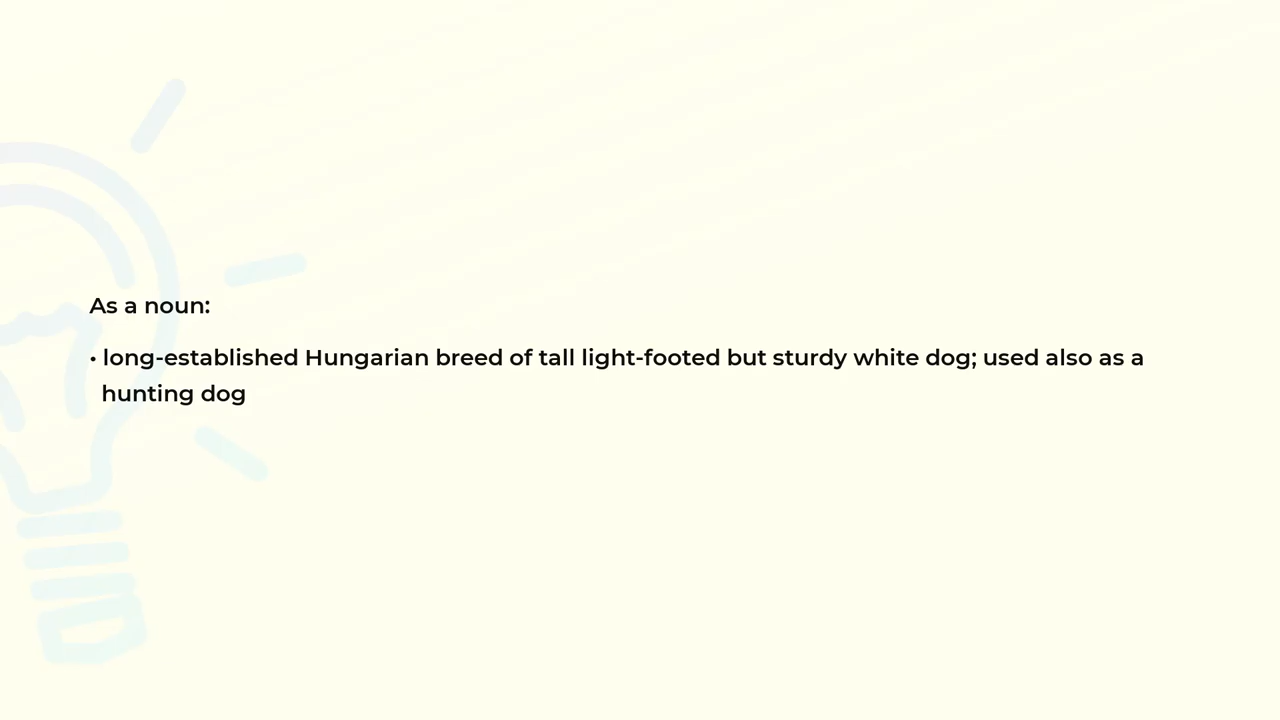 As a noun:
• long-established Hungarian breed of tall light-footed but sturdy white dog; used also as a
hunting dog